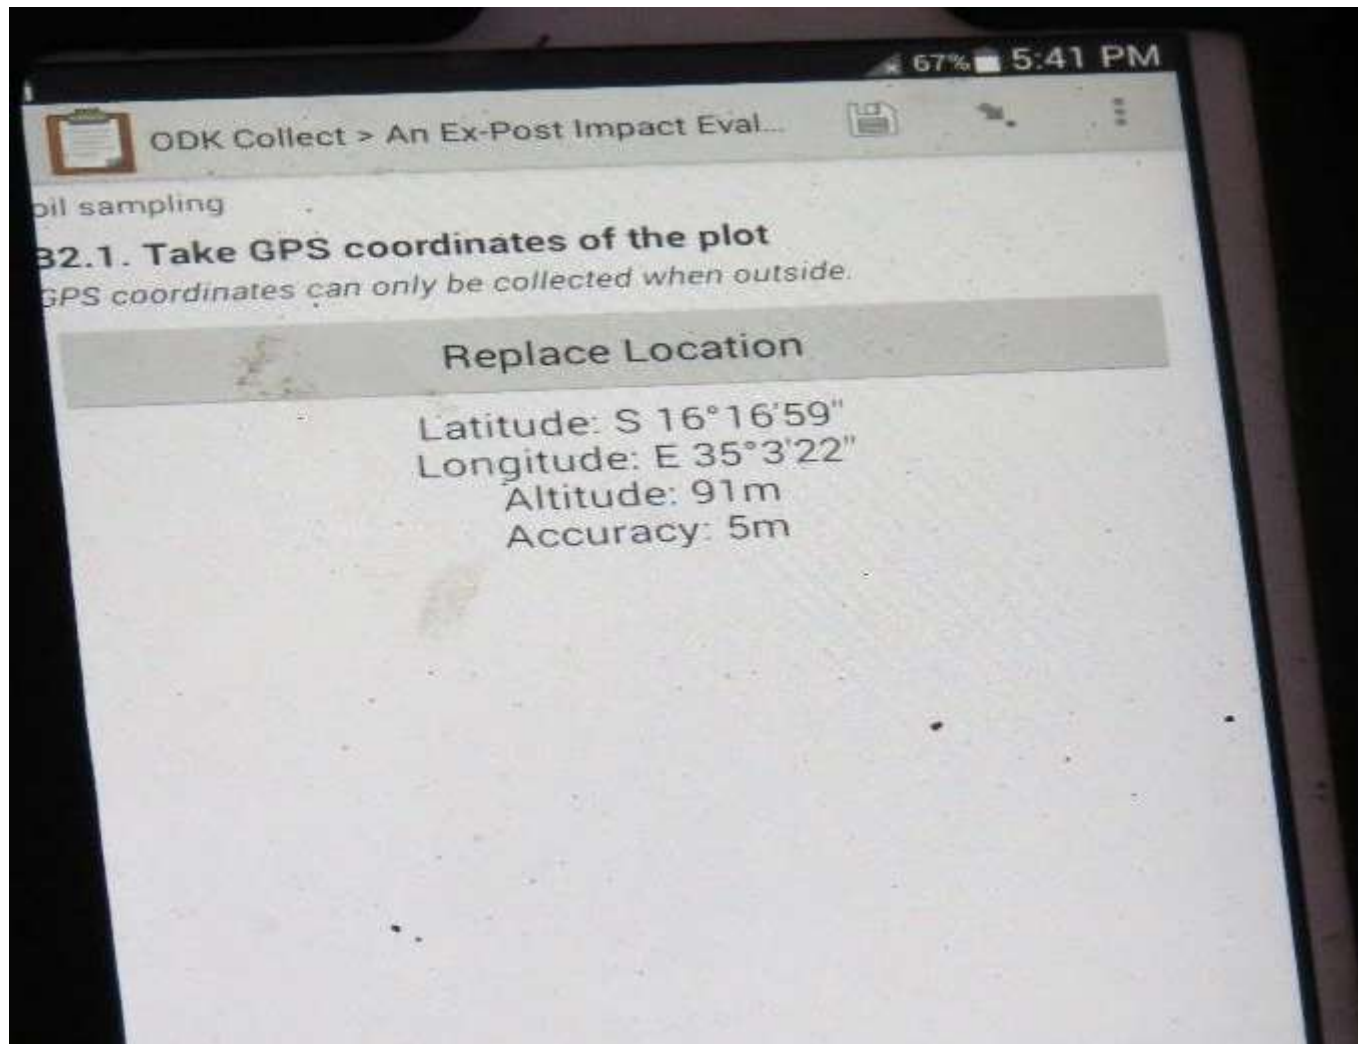 67% 5:41 PM
ODK Collect > An Ex-Post Impact Eval...
oil sampling
B2.1. Take GPS coordinates of the plot
GPS coordinates can only be collected when outside.
Replace Location
Latitude: S 16°16'59"
Longitude: E 35°3'22"
Altitude: 91m
Accuracy: 5m